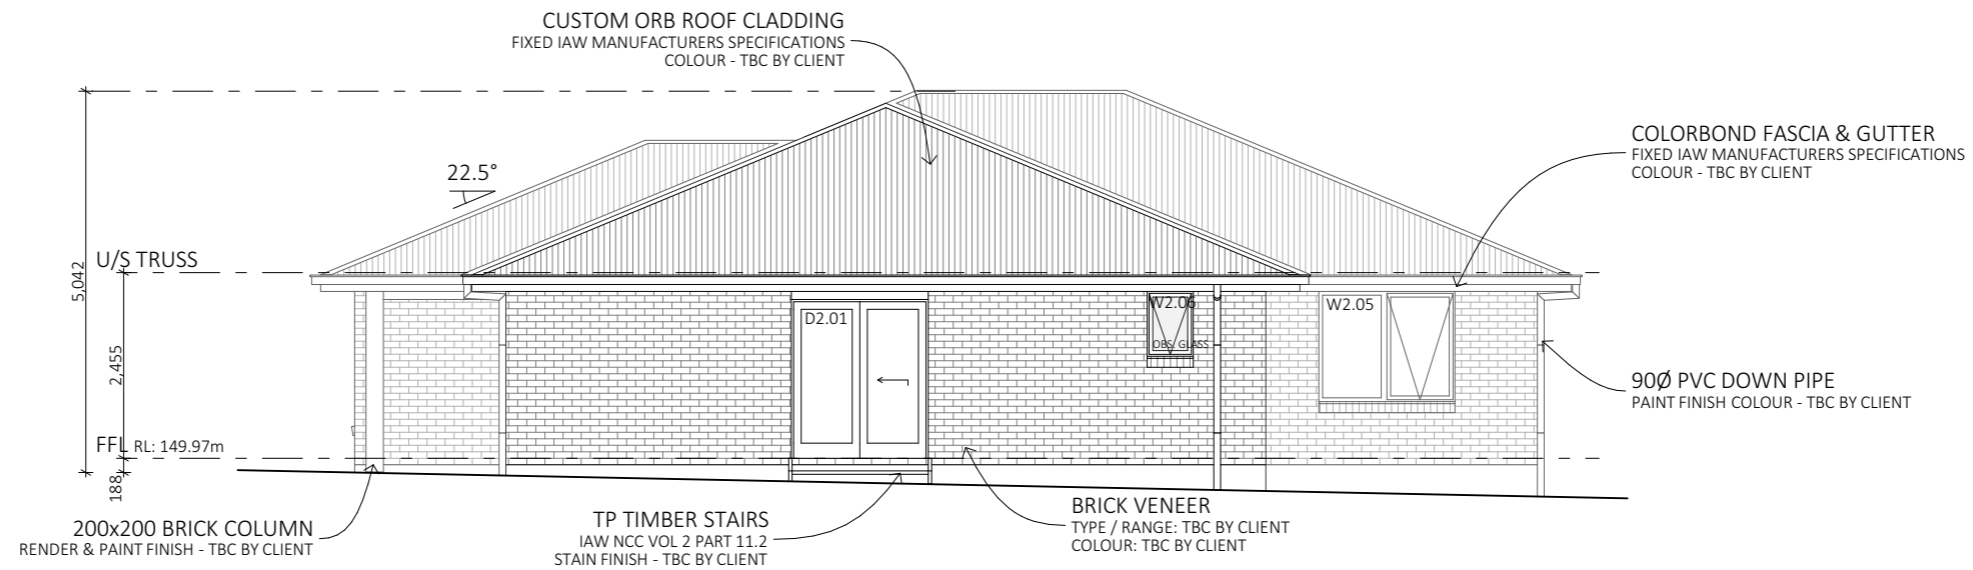 CUSTOM ORB ROOF CLADDING
FIXED IAW MANUFACTURERS SPECIFICATIONS
COLOUR - TBC BY CLIENT
COLORBOND FASCIA & GUTTER
FIXED IAW MANUFACTURERS SPECIFICATIONS
COLOUR - TBC BY CLIENT
22.5°
U/S TRUSS
5,042
2,455
188
FFL RL: 149.97m
D2.01
W2.06
OBS. GLASS
W2.05
90Ø PVC DOWN PIPE
PAINT FINISH COLOUR - TBC BY CLIENT
200x200 BRICK COLUMN
RENDER & PAINT FINISH - TBC BY CLIENT
TP TIMBER STAIRS
IAW NCC VOL 2 PART 11.2
STAIN FINISH - TBC BY CLIENT
BRICK VENEER
TYPE / RANGE: TBC BY CLIENT
COLOUR: TBC BY CLIENT